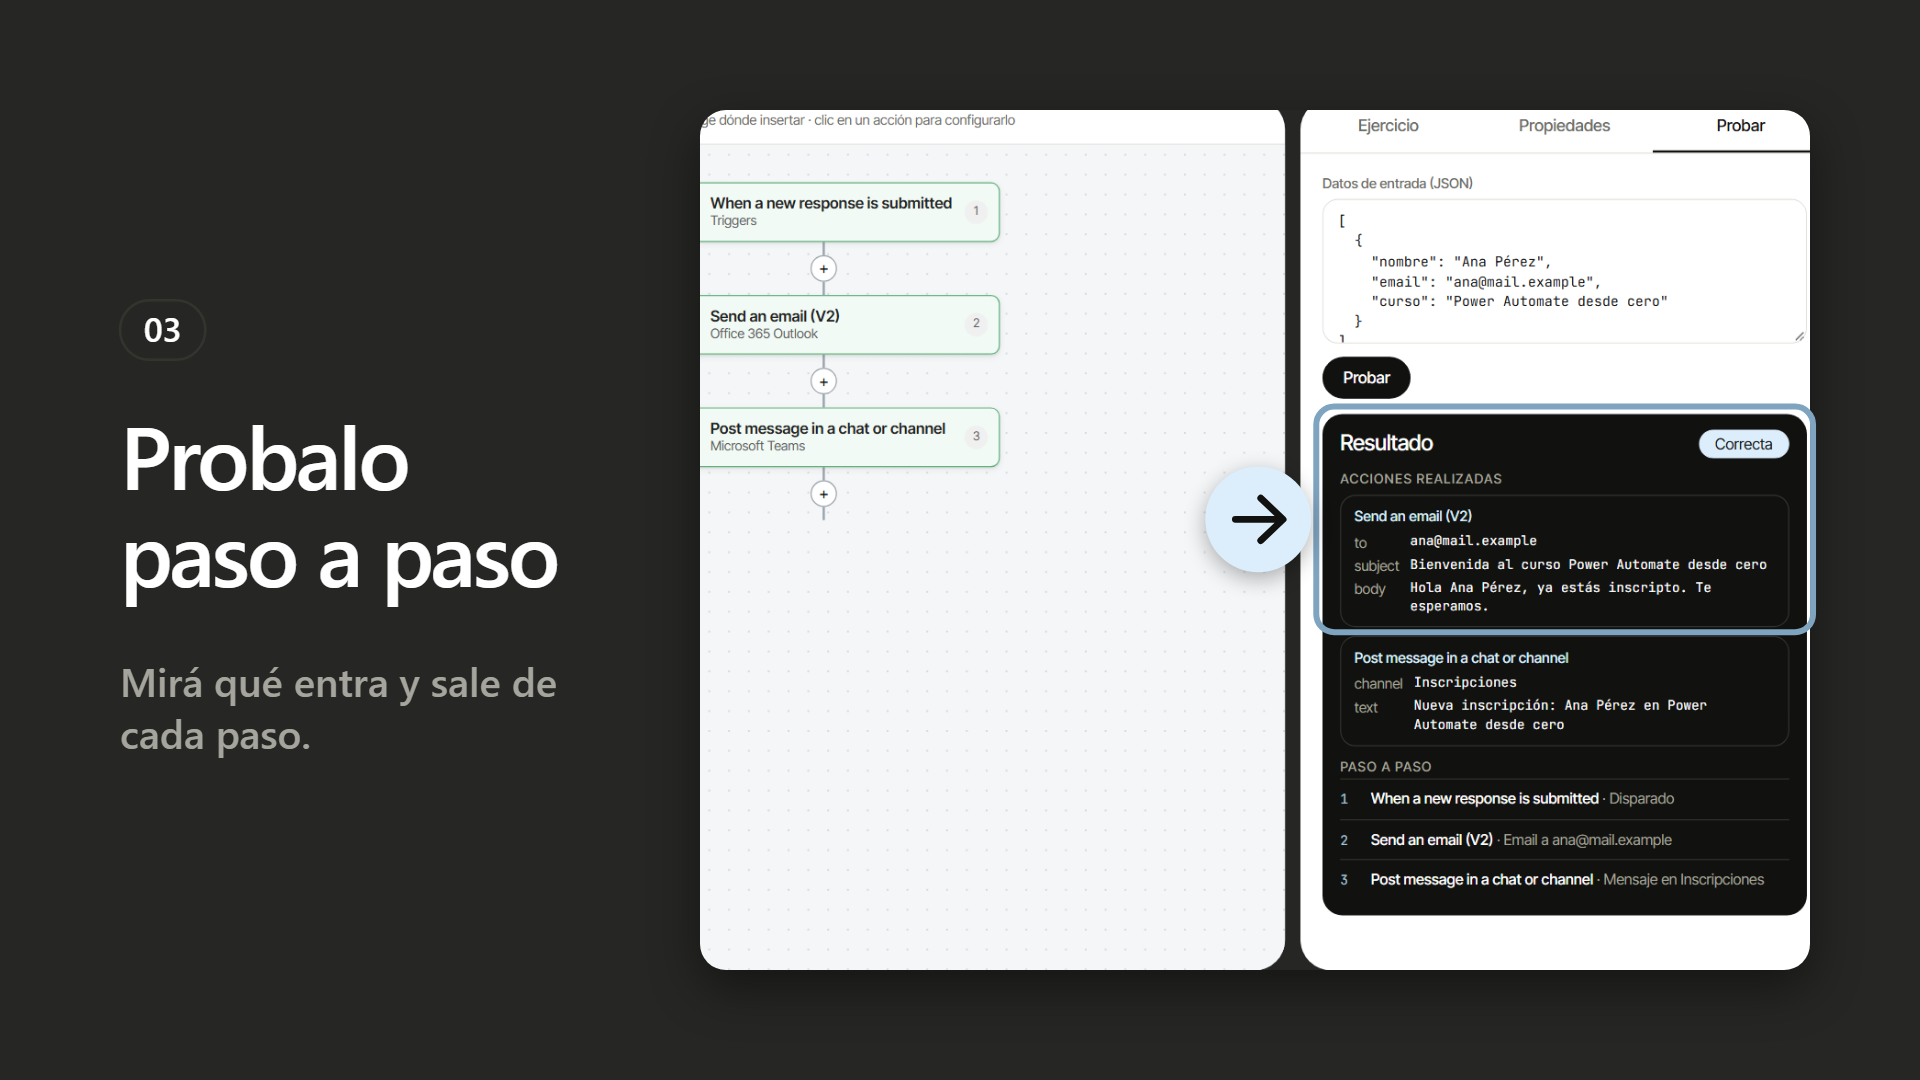 03
Probalo
paso a paso
Mirá qué entra y sale de
cada paso.
dónde insertar · clic en un acción para configurarlo
When a new response is submitted
Triggers
1
+
Send an email (V2)
Office 365 Outlook
2
+
Post message in a chat or channel
Microsoft Teams
3
+
Ejercicio Propiedades Probar
Datos de entrada (JSON)
[
{
"nombre": "Ana Pérez",
"email": "ana@mail.example",
"curso": "Power Automate desde cero"
}
]
Probar
Resultado Correcta
ACCIONES REALIZADAS
Send an email (V2)
to ana@mail.example
subject Bienvenida al curso Power Automate desde cero
body Hola Ana Pérez, ya estás inscripto. Te
esperamos.
Post message in a chat or channel
channel Inscripciones
text Nueva inscripción: Ana Pérez en Power
Automate desde cero
PASO A PASO
1 When a new response is submitted · Disparado
2 Send an email (V2) · Email a ana@mail.example
3 Post message in a chat or channel · Mensaje en Inscripciones